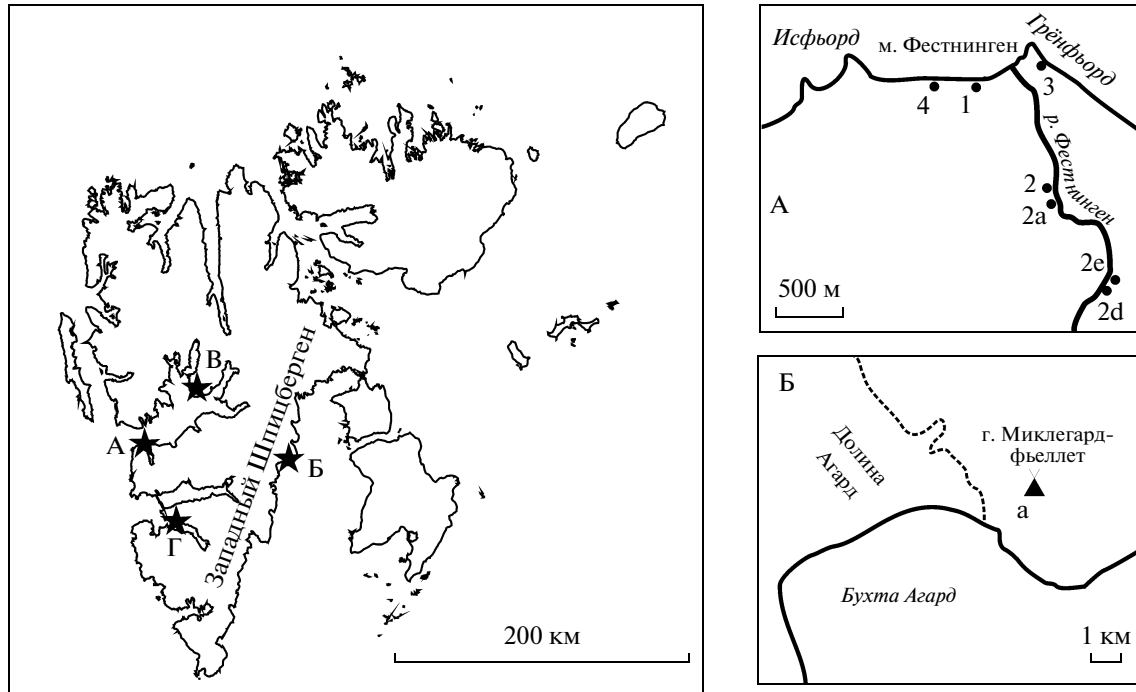 В
А
Б
Г
Западный Шпицберген
200 км
Исфьорд
м. Фестнинген
Грёнфьорд
4
1
3
р. Фестнинген
А
2
2а
2е
2d
500 м
Б
Долина
Агард
г. Миклегард-
фьеллет
а
Бухта Агард
1 км